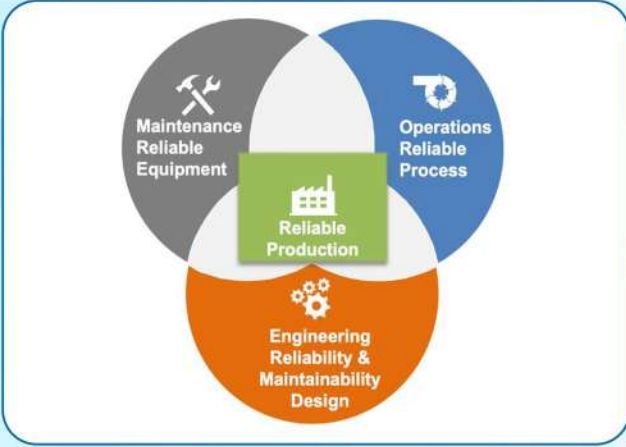 Maintenance
Reliable
Equipment
Operations
Reliable
Process
Reliable
Production
Engineering
Reliability &
Maintainability
Design